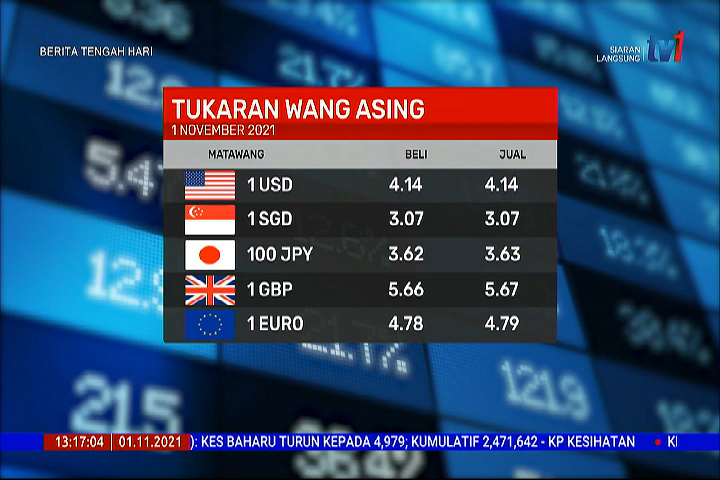 BERITA TENGAH HARI
SIARAN
LANGSUNG
tv1
TUKARAN WANG ASING
1 NOVEMBER 2021
MATAWANG BELI JUAL
1 USD 4.14 4.14
1 SGD 3.07 3.07
100 JPY 3.62 3.63
1 GBP 5.66 5.67
1 EURO 4.78 4.79
13:17:04 01.11.2021 ): KES BAHARU TURUN KEPADA 4,979; KUMULATIF 2,471,642 - KP KESIHATAN •